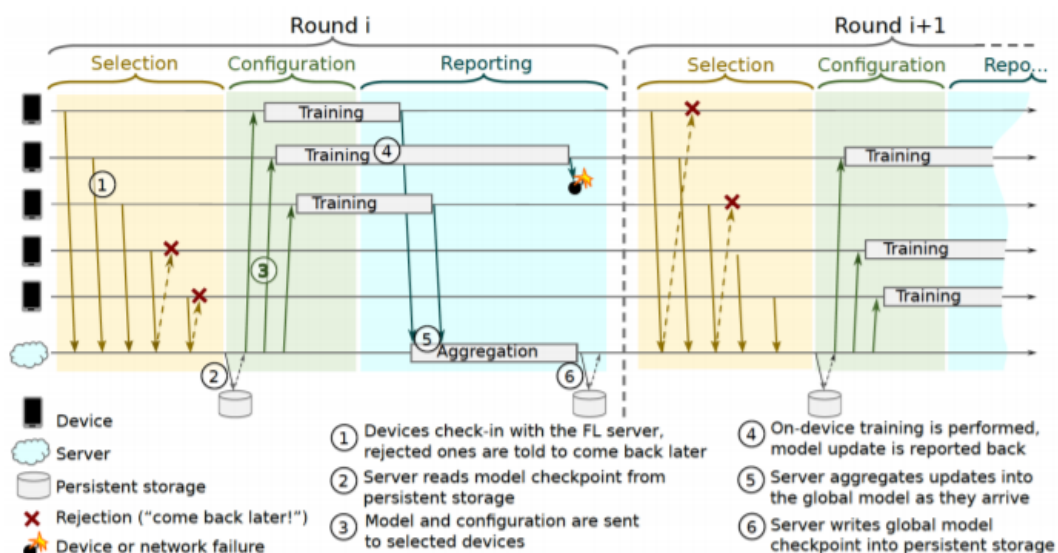 Round i
Round i+1
Selection
Configuration
Reporting
Selection
Configuration
Repo...
Training
Training
4
Training
1
3
Training
Training
Training
5
Aggregation
2
6
Device
Server
Persistent storage
Rejection ("come back later!")
Device or network failure
1 Devices check-in with the FL server,
rejected ones are told to come back later
2 Server reads model checkpoint from
persistent storage
3 Model and configuration are sent
to selected devices
4 On-device training is performed,
model update is reported back
5 Server aggregates updates into
the global model as they arrive
6 Server writes global model
checkpoint into persistent storage